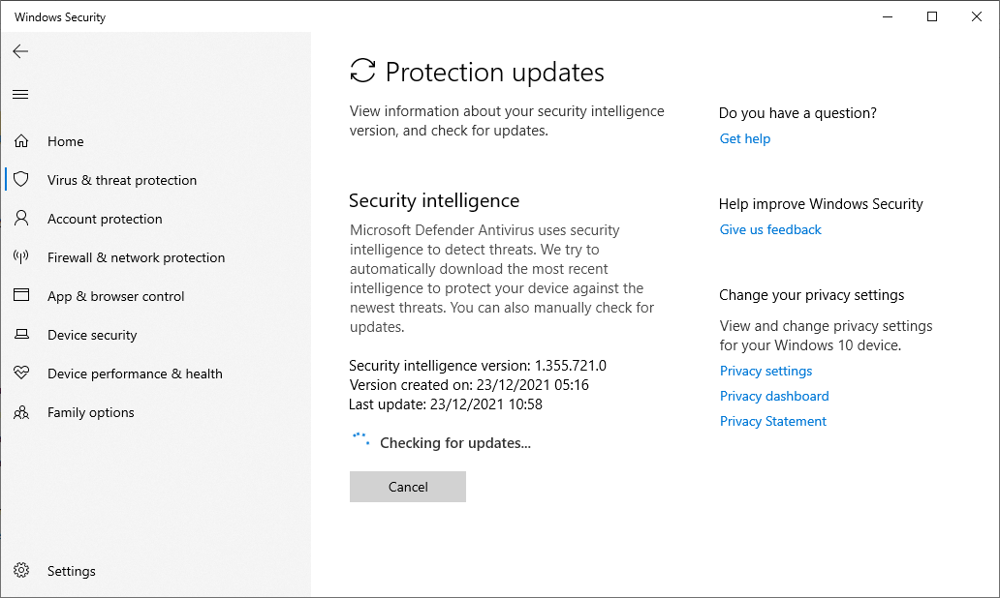 Windows Security
Home
Virus & threat protection
Account protection
Firewall & network protection
App & browser control
Device security
Device performance & health
Family options
Settings
Protection updates
View information about your security intelligence
version, and check for updates.
Security intelligence
Microsoft Defender Antivirus uses security
intelligence to detect threats. We try to
automatically download the most recent
intelligence to protect your device against the
newest threats. You can also manually check for
updates.
Security intelligence version: 1.355.721.0
Version created on: 23/12/2021 05:16
Last update: 23/12/2021 10:58
Checking for updates...
Cancel
Do you have a question?
Get help
Help improve Windows Security
Give us feedback
Change your privacy settings
View and change privacy settings
for your Windows 10 device.
Privacy settings
Privacy dashboard
Privacy Statement